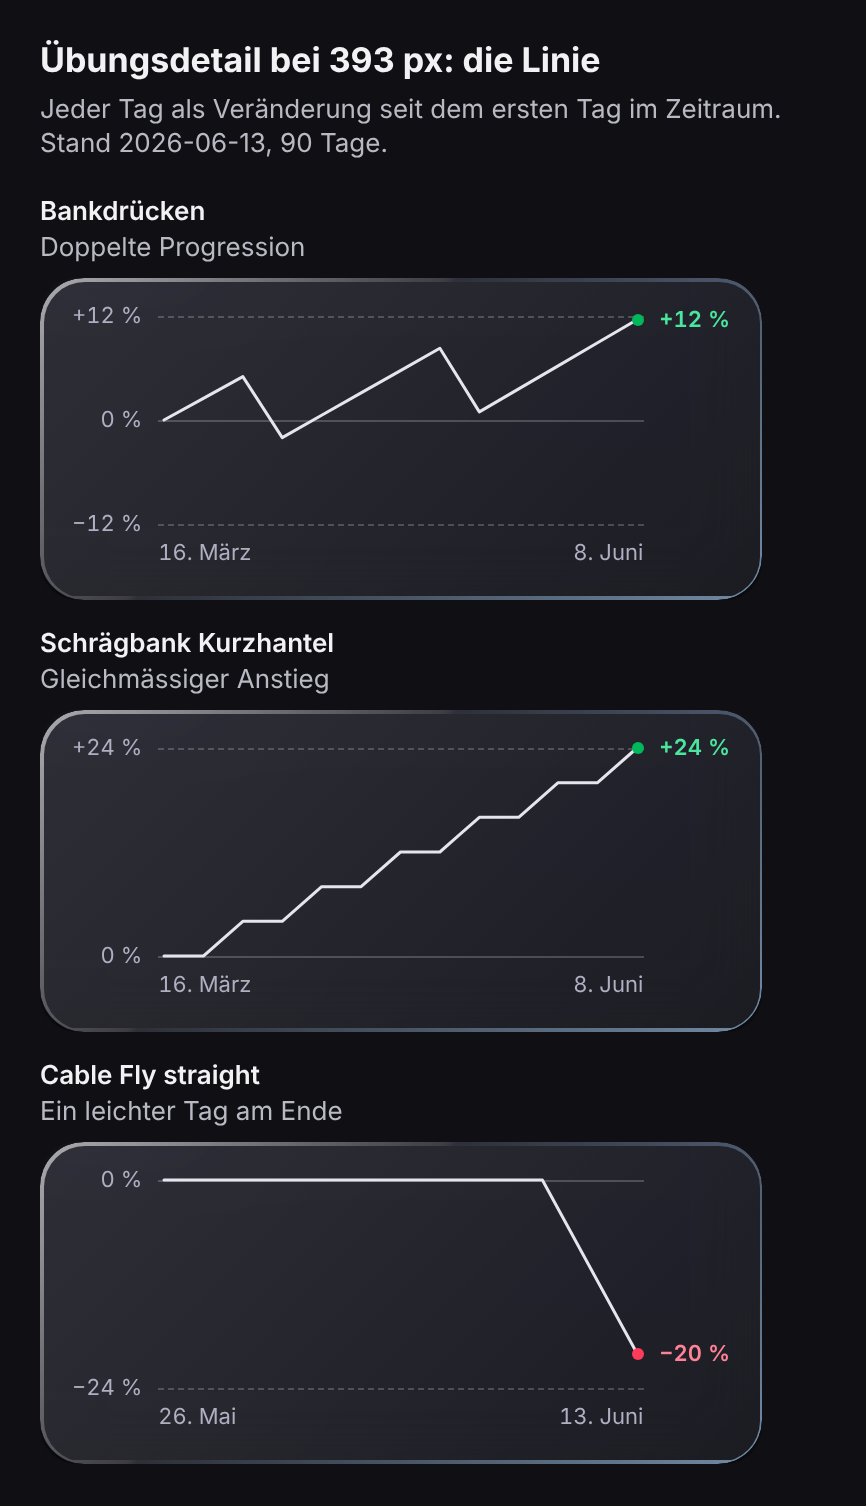 Übungsdetail bei 393 px: die Linie
Jeder Tag als Veränderung seit dem ersten Tag im Zeitraum.
Stand 2026-06-13, 90 Tage.
Bankdrücken
Doppelte Progression
+12 %
+12 %
0 %
−12 %
16. März
8. Juni
Schrägbank Kurzhantel
Gleichmässiger Anstieg
+24 %
+24 %
0 %
16. März
8. Juni
Cable Fly straight
Ein leichter Tag am Ende
0 %
−20 %
−24 %
26. Mai
13. Juni